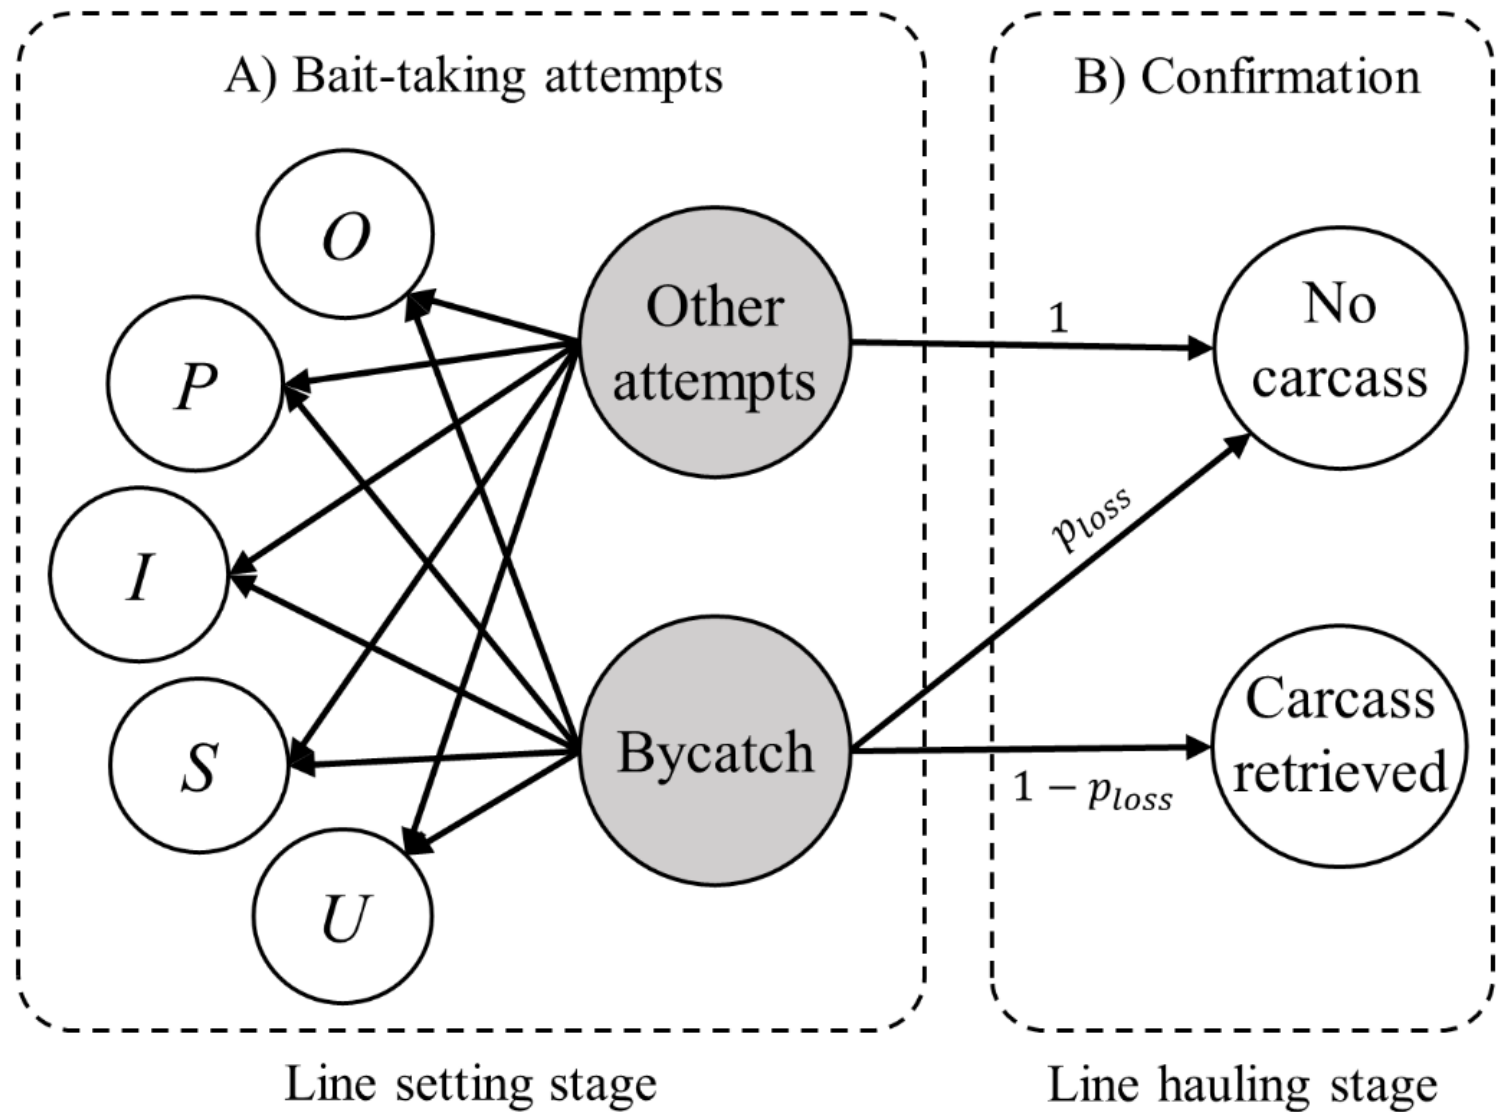 A) Bait-taking attempts
B) Confirmation
O
P
I
S
U
Other
attempts
Bycatch
1
p_loss
1 − p_loss
No
carcass
Carcass
retrieved
Line setting stage
Line hauling stage